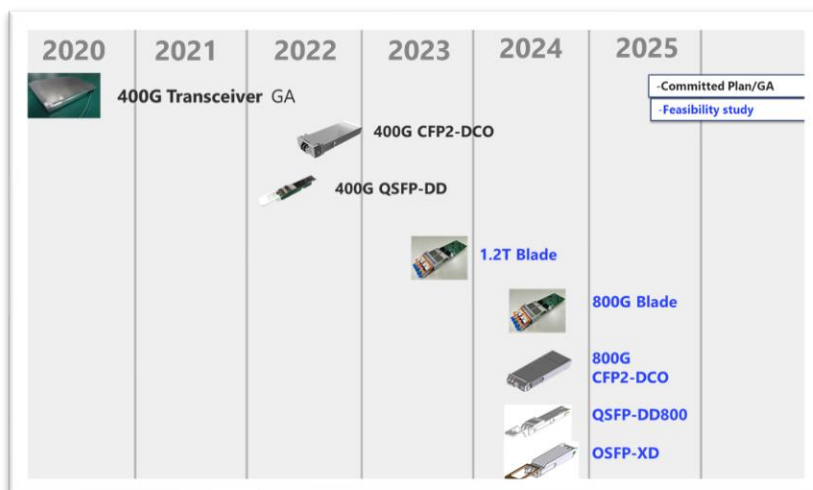 2020 2021 2022 2023 2024 2025
-Committed Plan/GA
-Feasibility study
400G Transceiver GA
400G CFP2-DCO
400G QSFP-DD
1.2T Blade
800G Blade
800G
CFP2-DCO
QSFP-DD800
OSFP-XD